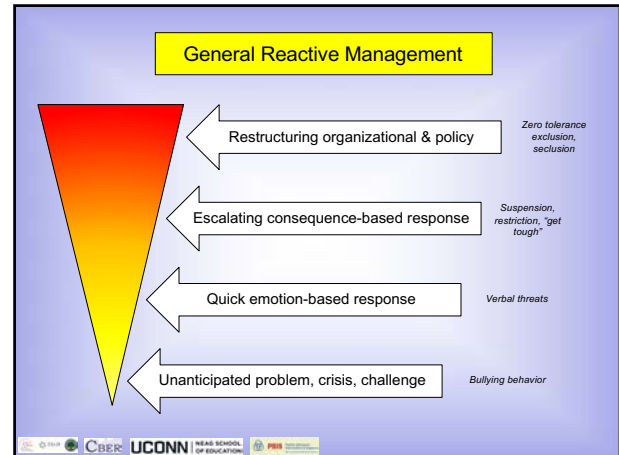 General Reactive Management
Restructuring organizational & policy
Zero tolerance
exclusion,
seclusion
Escalating consequence-based response
Suspension,
restriction, "get
tough"
Quick emotion-based response
Verbal threats
Unanticipated problem, crisis, challenge
Bullying behavior
CBER
UCONN
NEAG SCHOOL
OF EDUCATION
PBIS